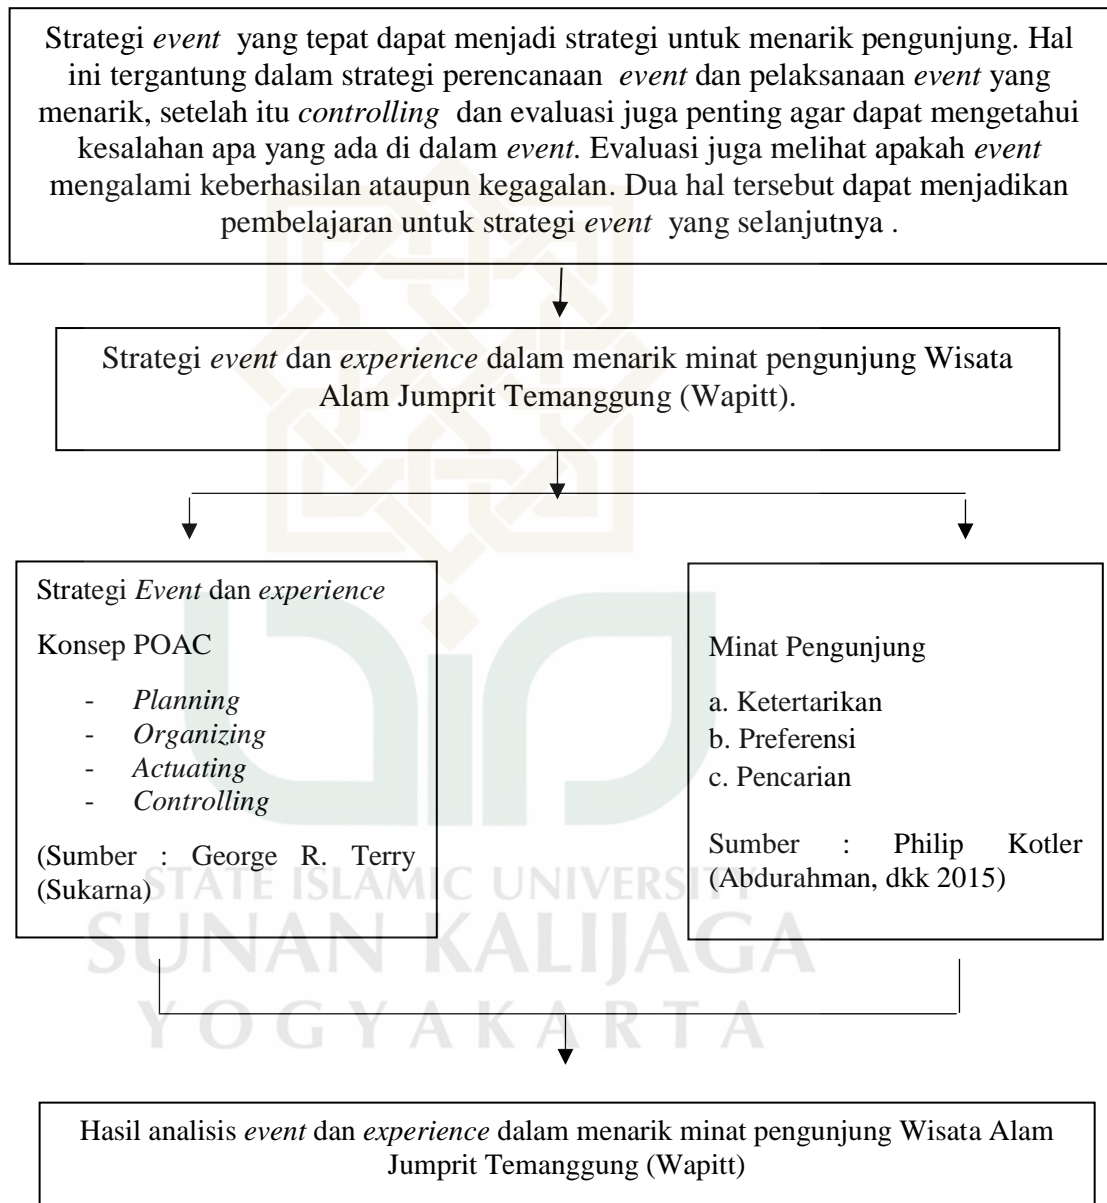 Strategi event yang tepat dapat menjadi strategi untuk menarik pengunjung. Hal
ini tergantung dalam strategi perencanaan event dan pelaksanaan event yang
menarik, setelah itu controlling dan evaluasi juga penting agar dapat mengetahui
kesalahan apa yang ada di dalam event. Evaluasi juga melihat apakah event
mengalami keberhasilan ataupun kegagalan. Dua hal tersebut dapat menjadikan
pembelajaran untuk strategi event yang selanjutnya .
Strategi event dan experience dalam menarik minat pengunjung Wisata
Alam Jumprit Temanggung (Wapitt).
Strategi Event dan experience
Konsep POAC
- Planning
- Organizing
- Actuating
- Controlling
(Sumber : George R. Terry
(Sukarna)
Minat Pengunjung
a. Ketertarikan
b. Preferensi
c. Pencarian
Sumber : Philip Kotler
(Abdurahman, dkk 2015)
STATE ISLAMIC UNIVERSITY
SUNAN KALIJAGA
YOGYAKARTA
Hasil analisis event dan experience dalam menarik minat pengunjung Wisata Alam
Jumprit Temanggung (Wapitt)